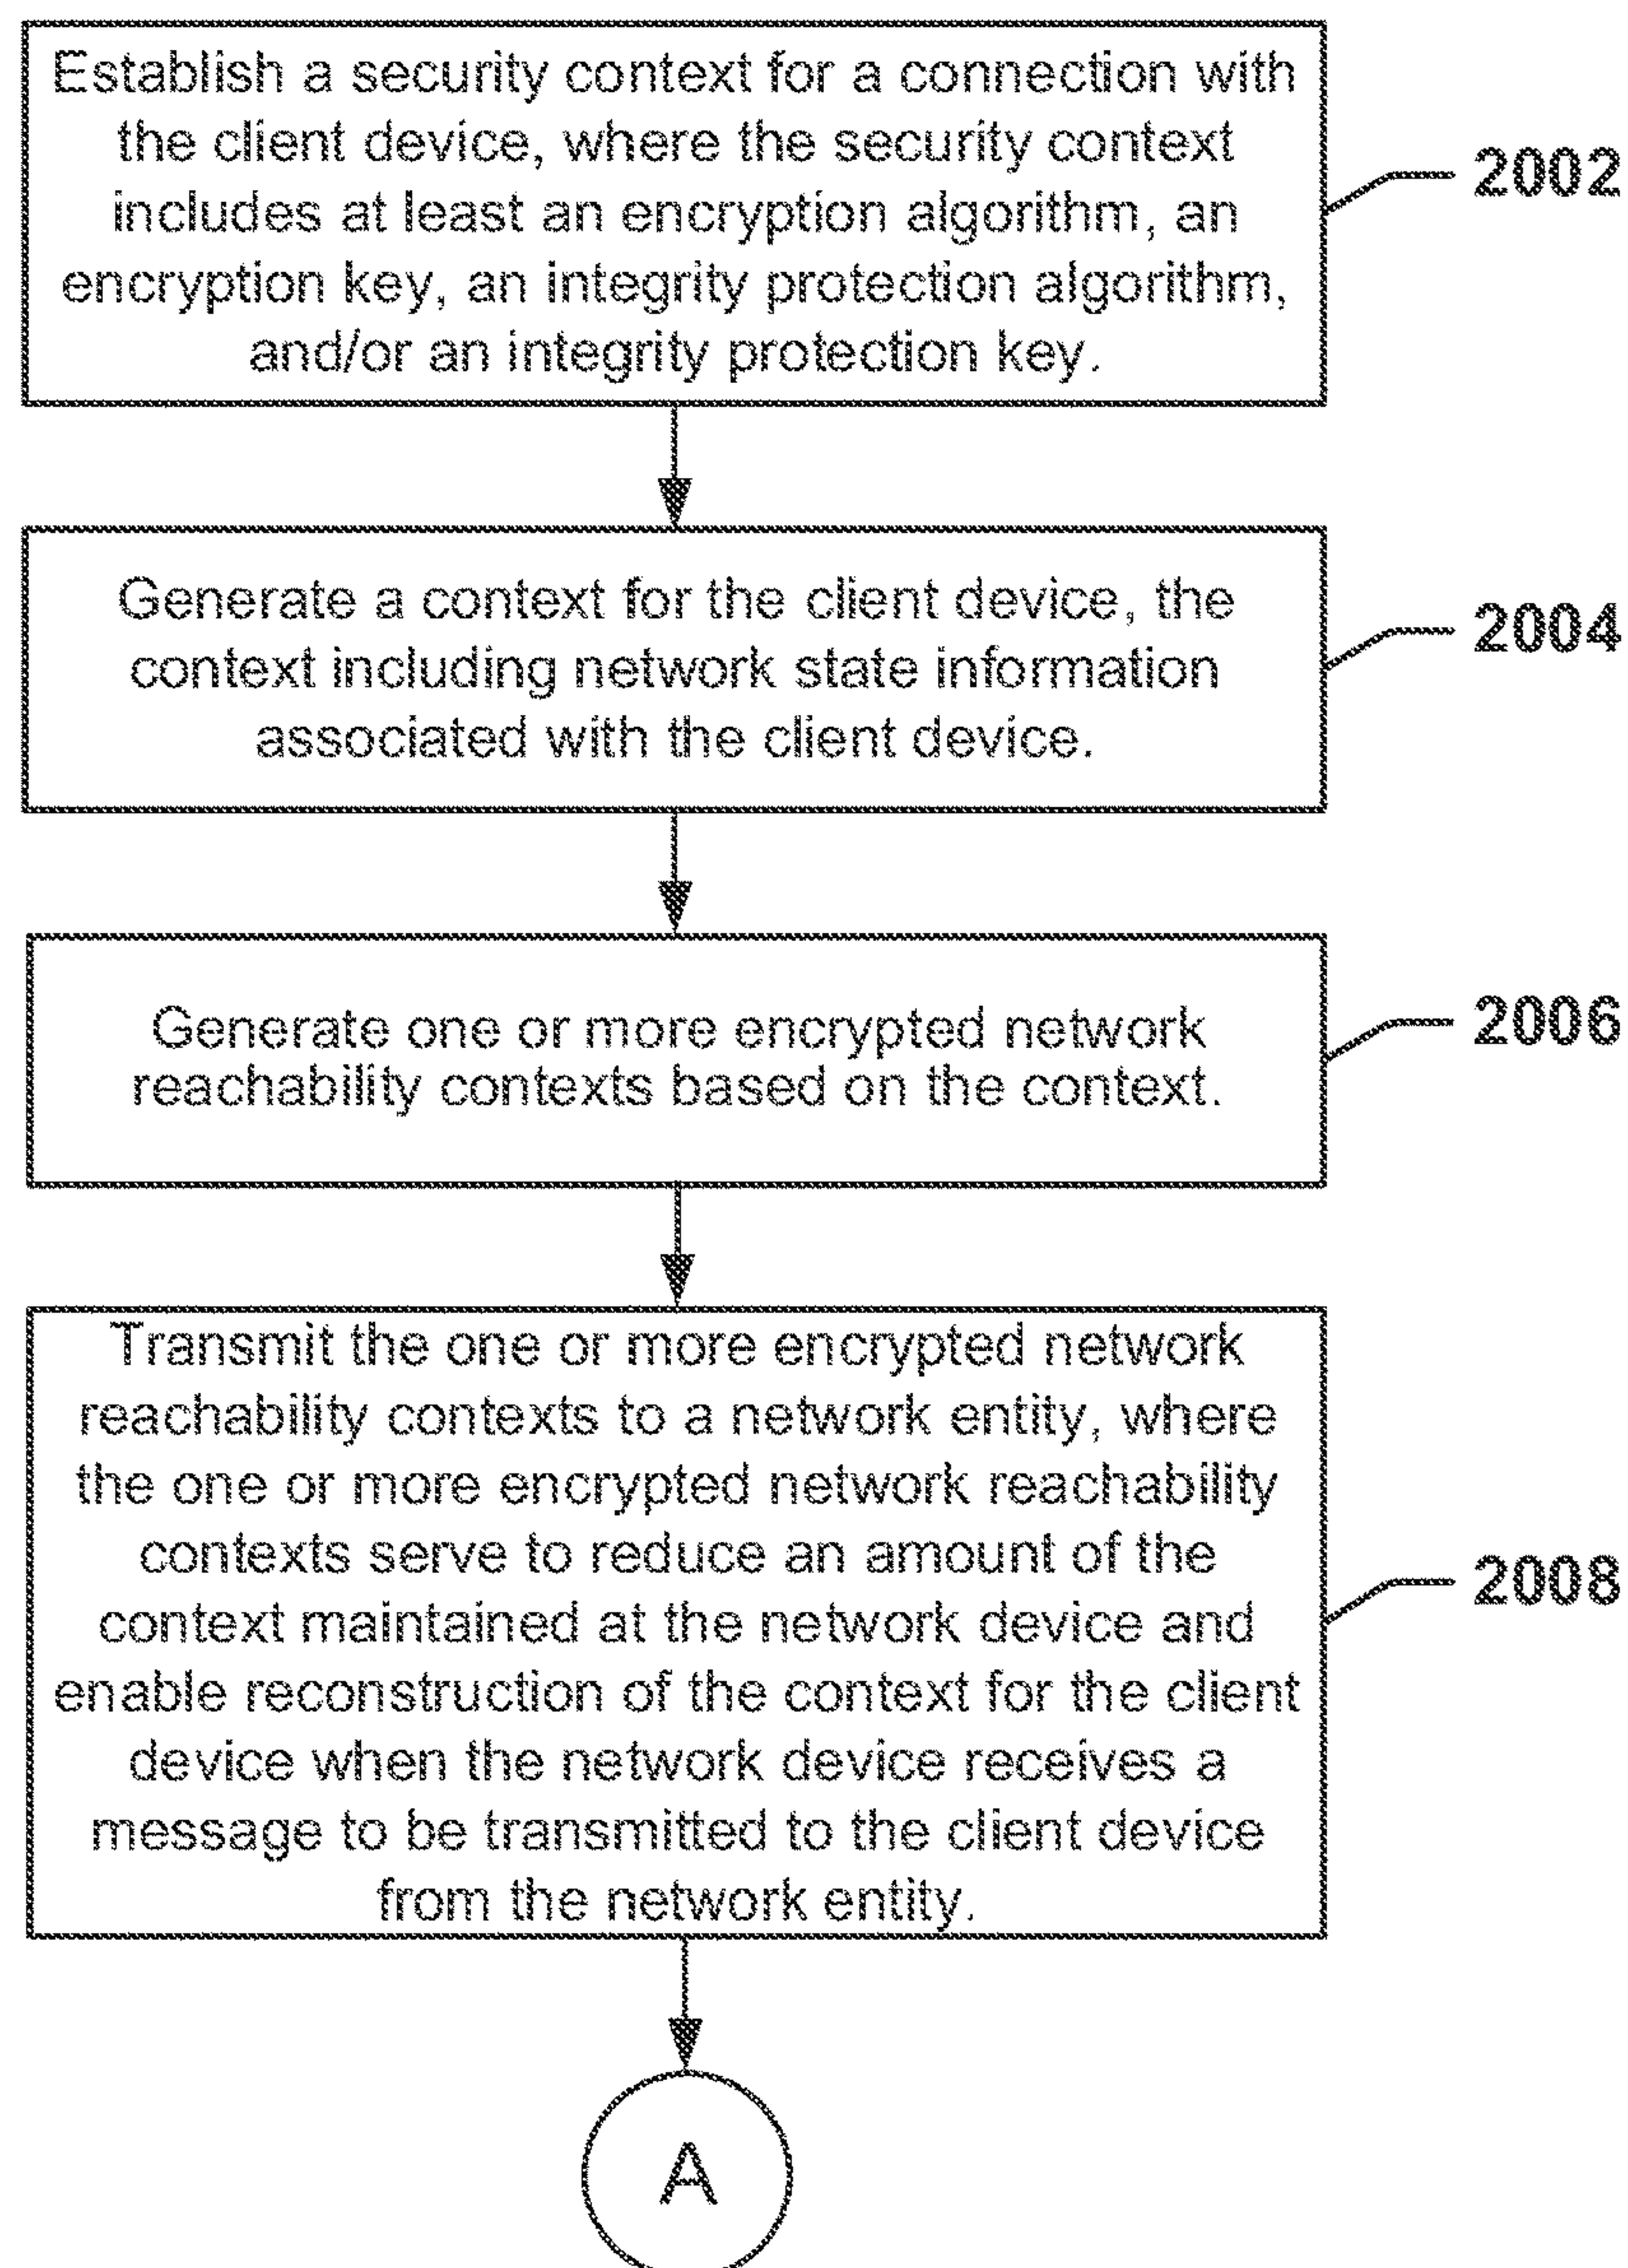 Establish a security context for a connection with
the client device, where the security context
includes at least an encryption algorithm, an
encryption key, an integrity protection algorithm,
and/or an integrity protection key.
2002
Generate a context for the client device, the
context including network state information
associated with the client device.
2004
Generate one or more encrypted network
reachability contexts based on the context.
2006
Transmit the one or more encrypted network
reachability contexts to a network entity, where
the one or more encrypted network reachability
contexts serve to reduce an amount of the
context maintained at the network device and
enable reconstruction of the context for the client
device when the network device receives a
message to be transmitted to the client device
from the network entity.
2008
A